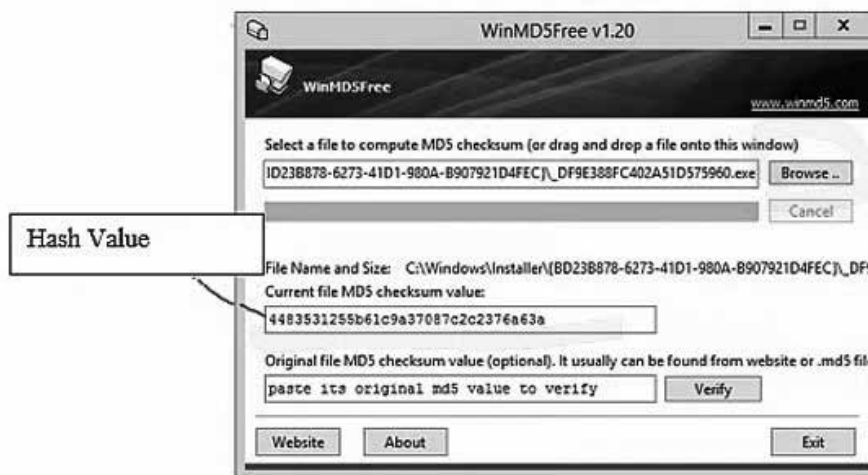 WinMD5Free v1.20
WinMD5Free
www.winmd5.com
Select a file to compute MD5 checksum (or drag and drop a file onto this window)
ID23B878-6273-41D1-980A-B907921D4FEC]\_DF9E388FC402A51D575960.exe
Browse ..
Cancel
Hash Value
File Name and Size: C:\Windows\Installer\[BD23B878-6273-41D1-980A-B907921D4FEC]\_DF9
Current file MD5 checksum value:
4483531255b61c9a37087c2c2376a63a
Original file MD5 checksum value (optional). It usually can be found from website or .md5 file
paste its original md5 value to verify
Verify
Website
About
Exit